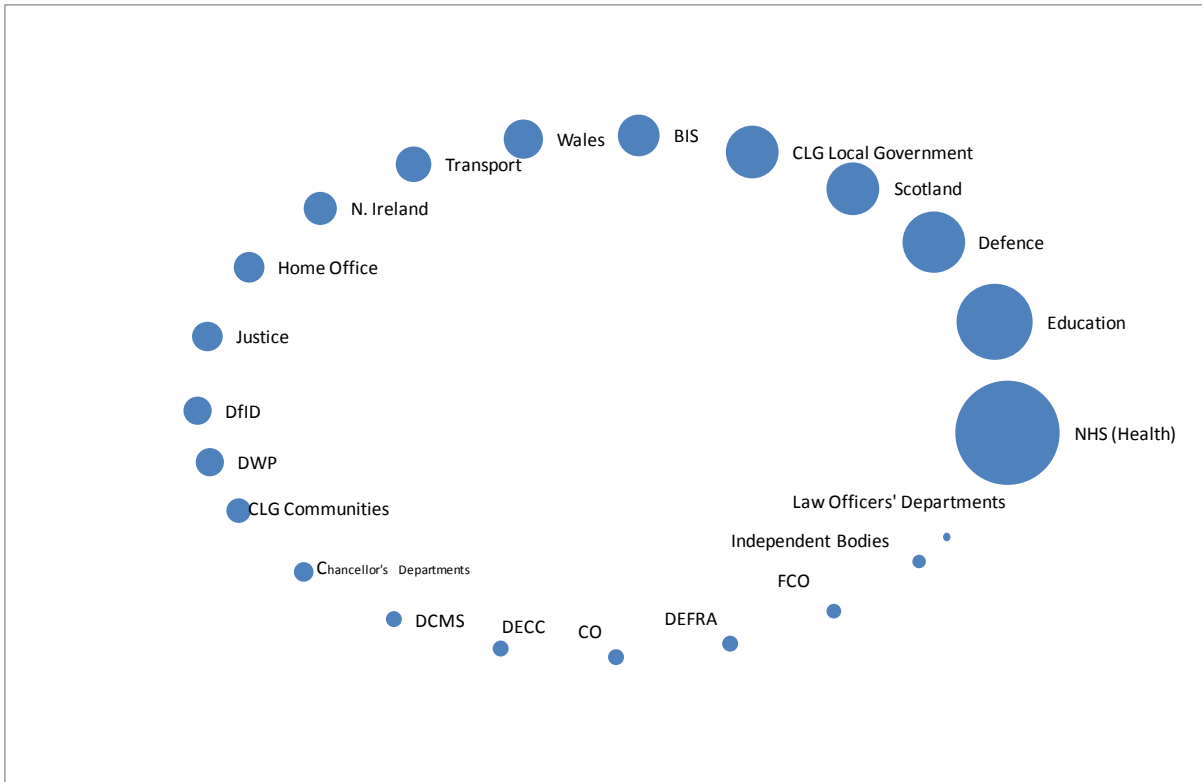 Wales
BIS
CLG Local Government
Transport
Scotland
N. Ireland
Defence
Home Office
Education
Justice
DfID
NHS (Health)
DWP
Law Officers' Departments
CLG Communities
Independent Bodies
Chancellor's Departments
FCO
DCMS
DECC
CO
DEFRA